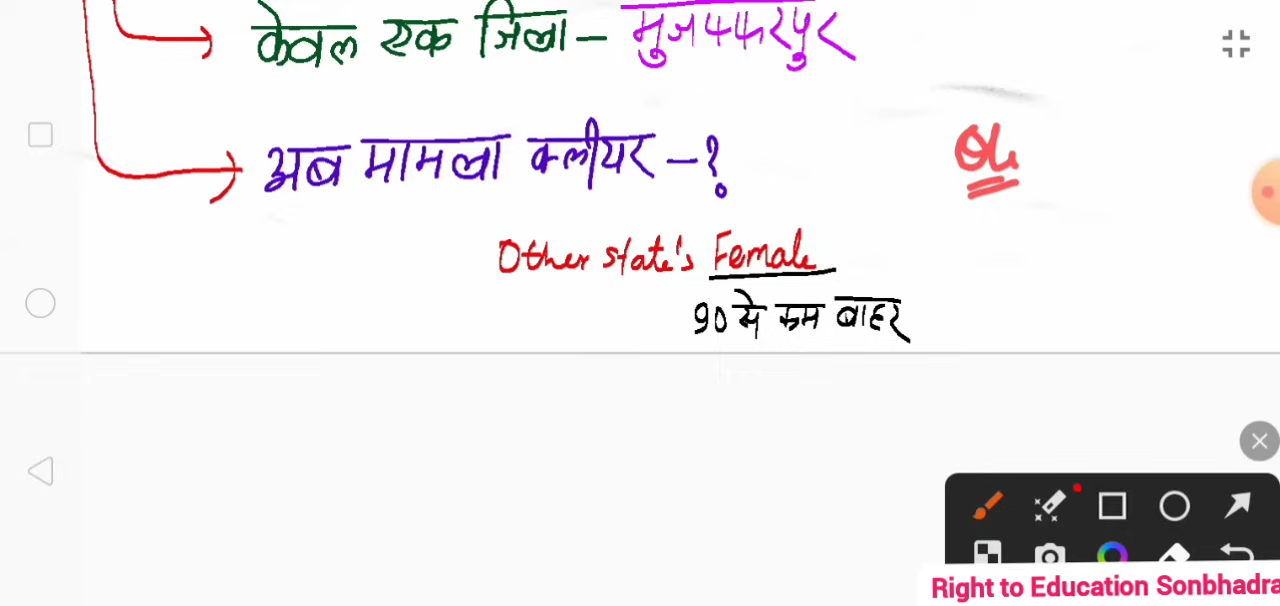 केवल एक जिला – मुजफ्फरपुर
अब मामला क्लीयर – ?
Other state's Female
90 से कम बाहर
Right to Education Sonbhadra